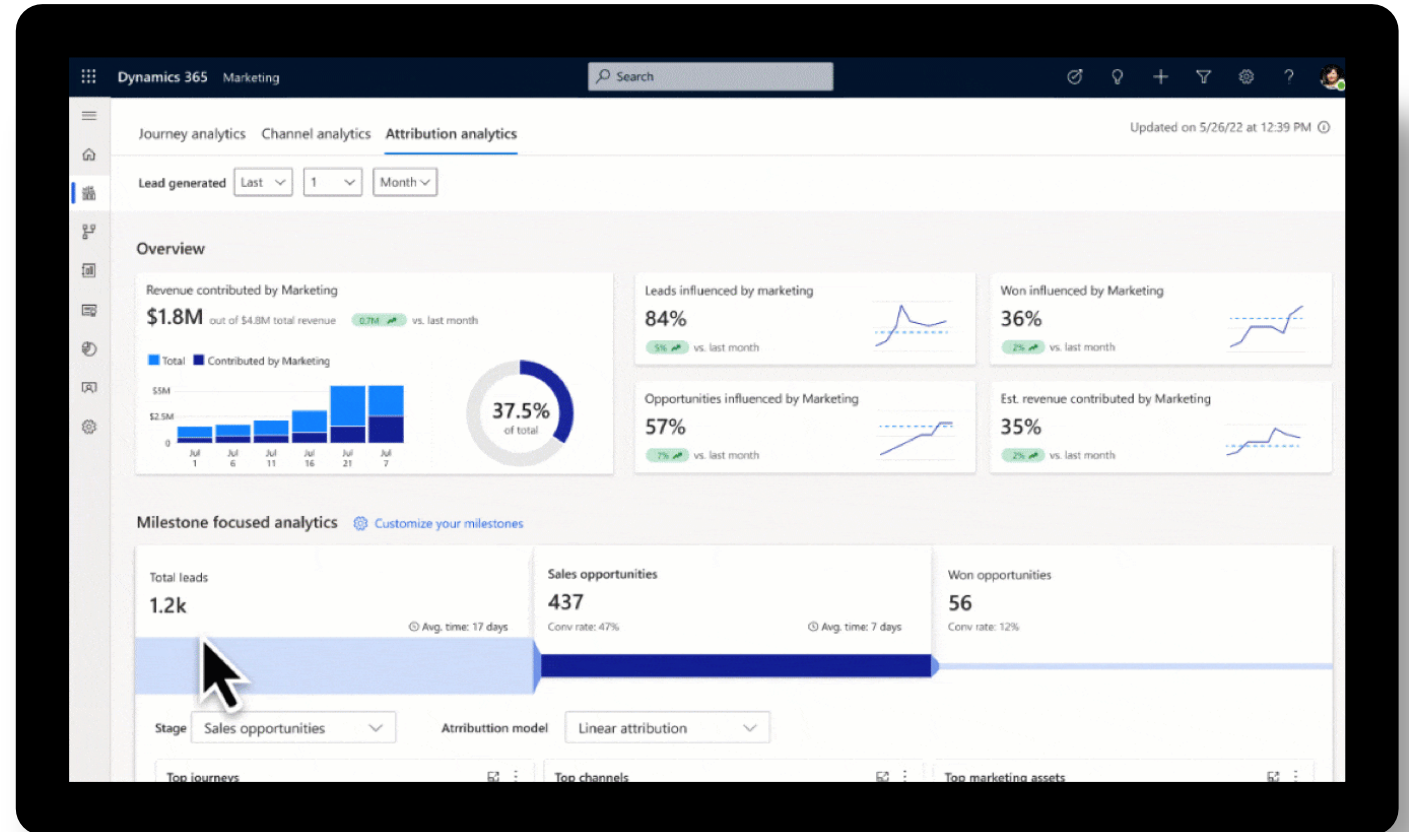 Dynamics 365 Marketing
Search
?
Journey analytics Channel analytics Attribution analytics
Updated on 5/26/22 at 12:39 PM
Lead generated Last 1 Month
Overview
Revenue contributed by Marketing
$1.8M out of $4.8M total revenue 0.7M vs. last month
Total Contributed by Marketing
$5M
$2.5M
0
Jul Jul Jul Jul Jul Jul
1 6 11 16 21 7
37.5%
of total
Leads influenced by marketing
84%
5% vs. last month
Won influenced by Marketing
36%
2% vs. last month
Opportunities influenced by Marketing
57%
7% vs. last month
Est. revenue contributed by Marketing
35%
2% vs. last month
Milestone focused analytics Customize your milestones
Total leads
1.2k
Avg. time: 17 days
Sales opportunities
437
Conv rate: 47% Avg. time: 7 days
Won opportunities
56
Conv rate: 12%
Stage Sales opportunities Atrributtion model Linear attribution
Top journeys Top channels Top marketing assets